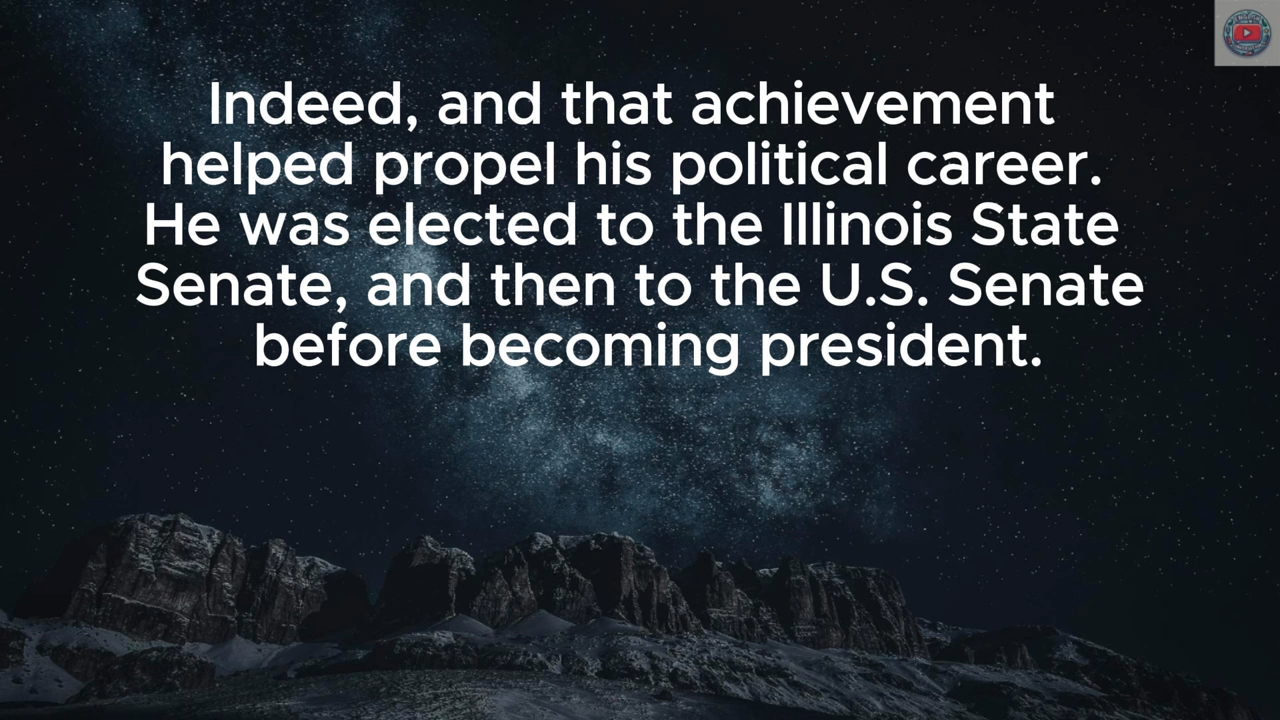 Indeed, and that achievement
helped propel his political career.
He was elected to the Illinois State
Senate, and then to the U.S. Senate
before becoming president.